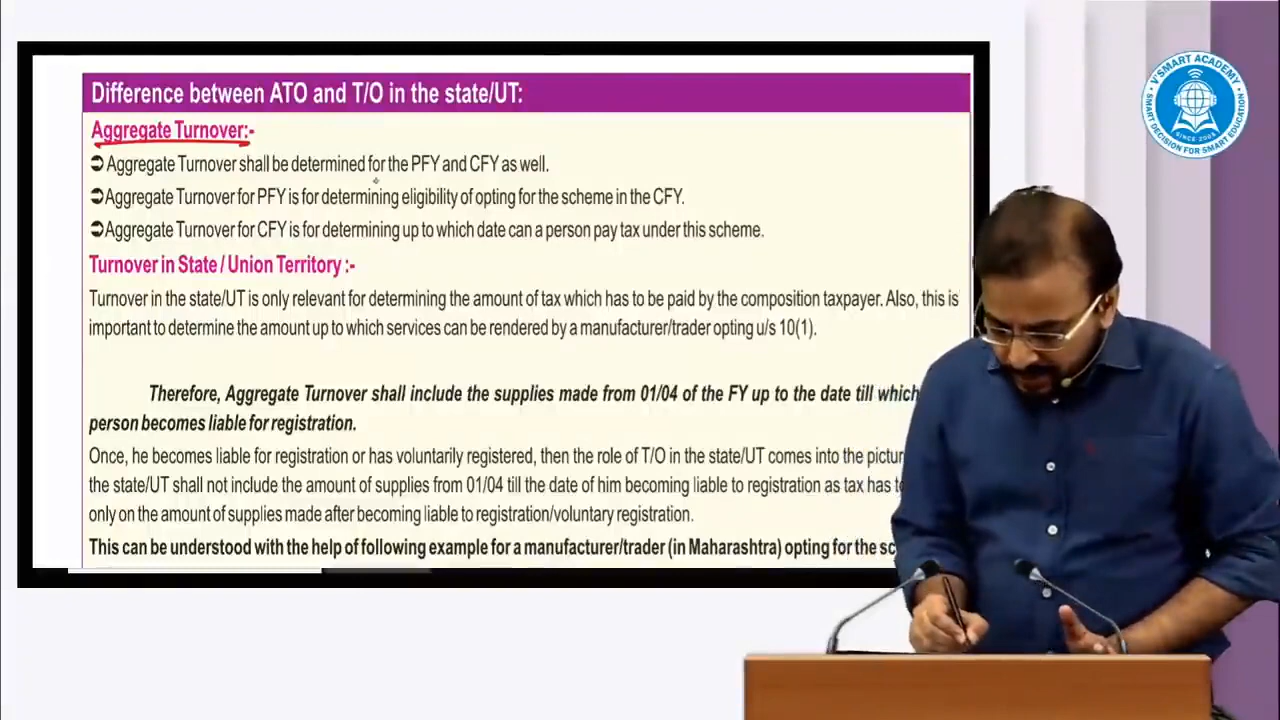 Difference between ATO and T/O in the state/UT:
Aggregate Turnover:-
➲ Aggregate Turnover shall be determined for the PFY and CFY as well.
➲Aggregate Turnover for PFY is for determining eligibility of opting for the scheme in the CFY.
➲Aggregate Turnover for CFY is for determining up to which date can a person pay tax under this scheme.
Turnover in State / Union Territory :-
Turnover in the state/UT is only relevant for determining the amount of tax which has to be paid by the composition taxpayer. Also, this is
important to determine the amount up to which services can be rendered by a manufacturer/trader opting u/s 10(1).
Therefore, Aggregate Turnover shall include the supplies made from 01/04 of the FY up to the date till which
person becomes liable for registration.
Once, he becomes liable for registration or has voluntarily registered, then the role of T/O in the state/UT comes into the
the state/UT shall not include the amount of supplies from 01/04 till the date of him becoming liable to registration as tax has
only on the amount of supplies made after becoming liable to registration/voluntary registration.
This can be understood with the help of following example for a manufacturer/trader (in Maharashtra) opting for the
V'SMART ACADEMY
SINCE 2008
SMART DECISION FOR SMART EDUCATION